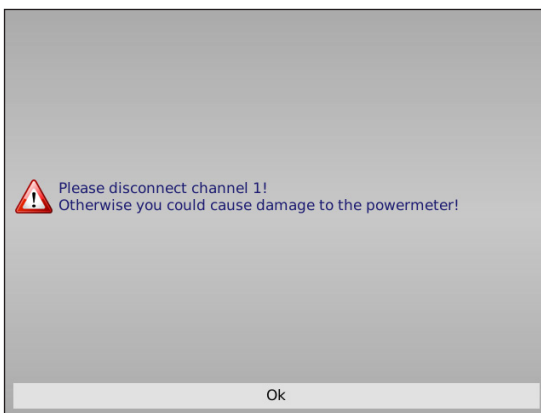 Please disconnect channel 1!
Otherwise you could cause damage to the powermeter!
Ok